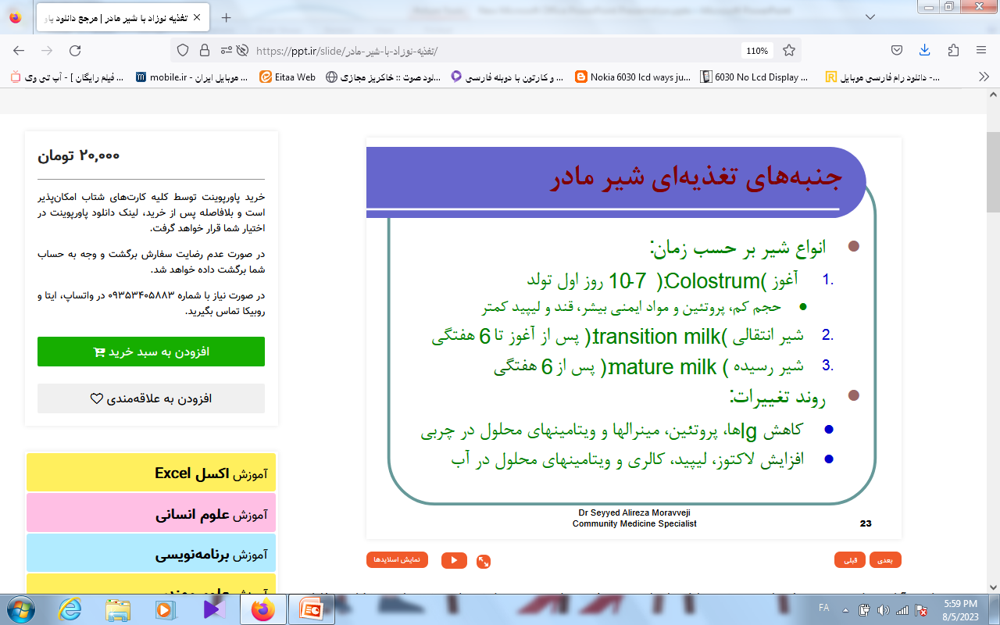 تغذیه نوزاد با شیر مادر | مرجع دانلود پاو
https://ppt.ir/slide/تغذیه-نوزاد-با-شیر-مادر/
110%
فیلم رایگان ] - آپ تی وی...
mobile.ir - موبایل ایران...
Eitaa Web
لود صوت :: خاکریز مجازی...
و کارتون با دوبله فارسی...
Nokia 6030 lcd ways ju...
6030 No Lcd Display ...
دانلود رام فارسی موبایل -...
۲۰,۰۰۰ تومان
خرید پاورپوینت توسط کلیه کارت‌های شتاب امکان‌پذیر
است و بلافاصله پس از خرید، لینک دانلود پاورپوینت در
اختیار شما قرار خواهد گرفت.
در صورت عدم رضایت سفارش برگشت و وجه به حساب
شما برگشت داده خواهد شد.
در صورت نیاز با شماره ۰۹۳۵۳۴۰۵۸۸۳ در واتساپ، ایتا و
روبیکا تماس بگیرید.
افزودن به سبد خرید
افزودن به علاقه‌مندی
آموزش اکسل Excel
آموزش علوم انسانی
آموزش برنامه‌نویسی
جنبه‌های تغذیه‌ای شیر مادر
انواع شیر بر حسب زمان:
1. آغوز )Colostrum:( 7-10 روز اول تولد
حجم کم، پروتئین و مواد ایمنی بیشر، قند و لیپید کمتر
2. شیر انتقالی )transition milk:( پس از آغوز تا 6 هفتگی
3. شیر رسیده ) mature milk:( پس از 6 هفتگی
روند تغییرات:
کاهش Igها، پروتئین، مینرالها و ویتامینهای محلول در چربی
افزایش لاکتوز، لیپید، کالری و ویتامینهای محلول در آب
Dr Seyyed Alireza Moravveji
Community Medicine Specialist
23
نمایش اسلایدها
قبلی
بعدی
FA
5:59 PM
8/5/2023